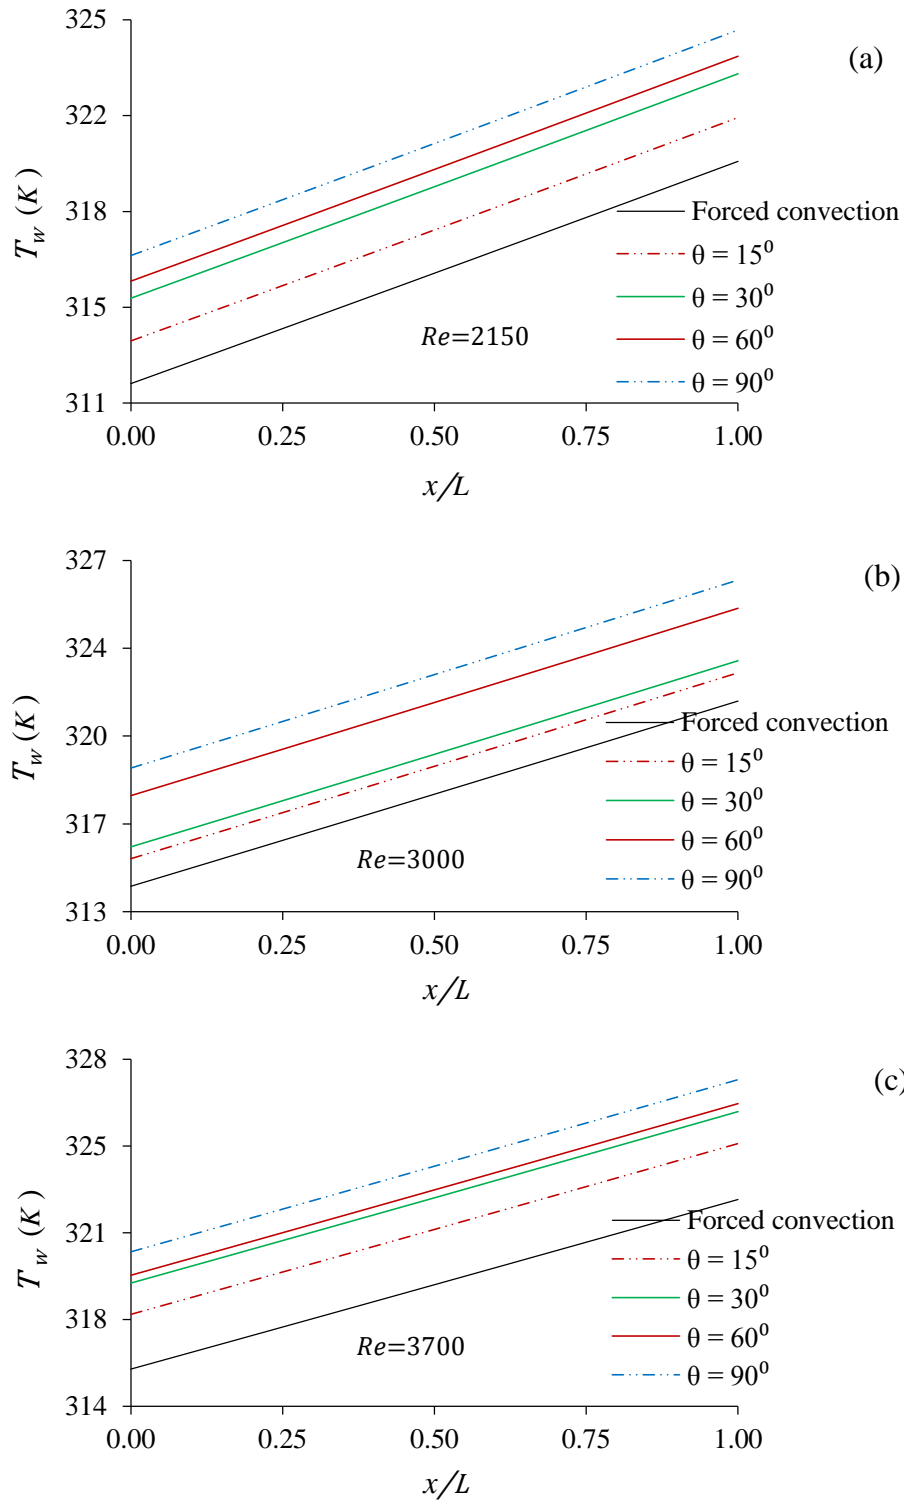 325
(a)
322
318
315
311
T_w (K)
Forced convection
θ = 15⁰
θ = 30⁰
θ = 60⁰
θ = 90⁰
Re=2150
0.00 0.25 0.50 0.75 1.00
x/L
327
(b)
324
320
317
313
T_w (K)
Forced convection
θ = 15⁰
θ = 30⁰
θ = 60⁰
θ = 90⁰
Re=3000
0.00 0.25 0.50 0.75 1.00
x/L
328
(c)
325
321
318
314
T_w (K)
Forced convection
θ = 15⁰
θ = 30⁰
θ = 60⁰
θ = 90⁰
Re=3700
0.00 0.25 0.50 0.75 1.00
x/L